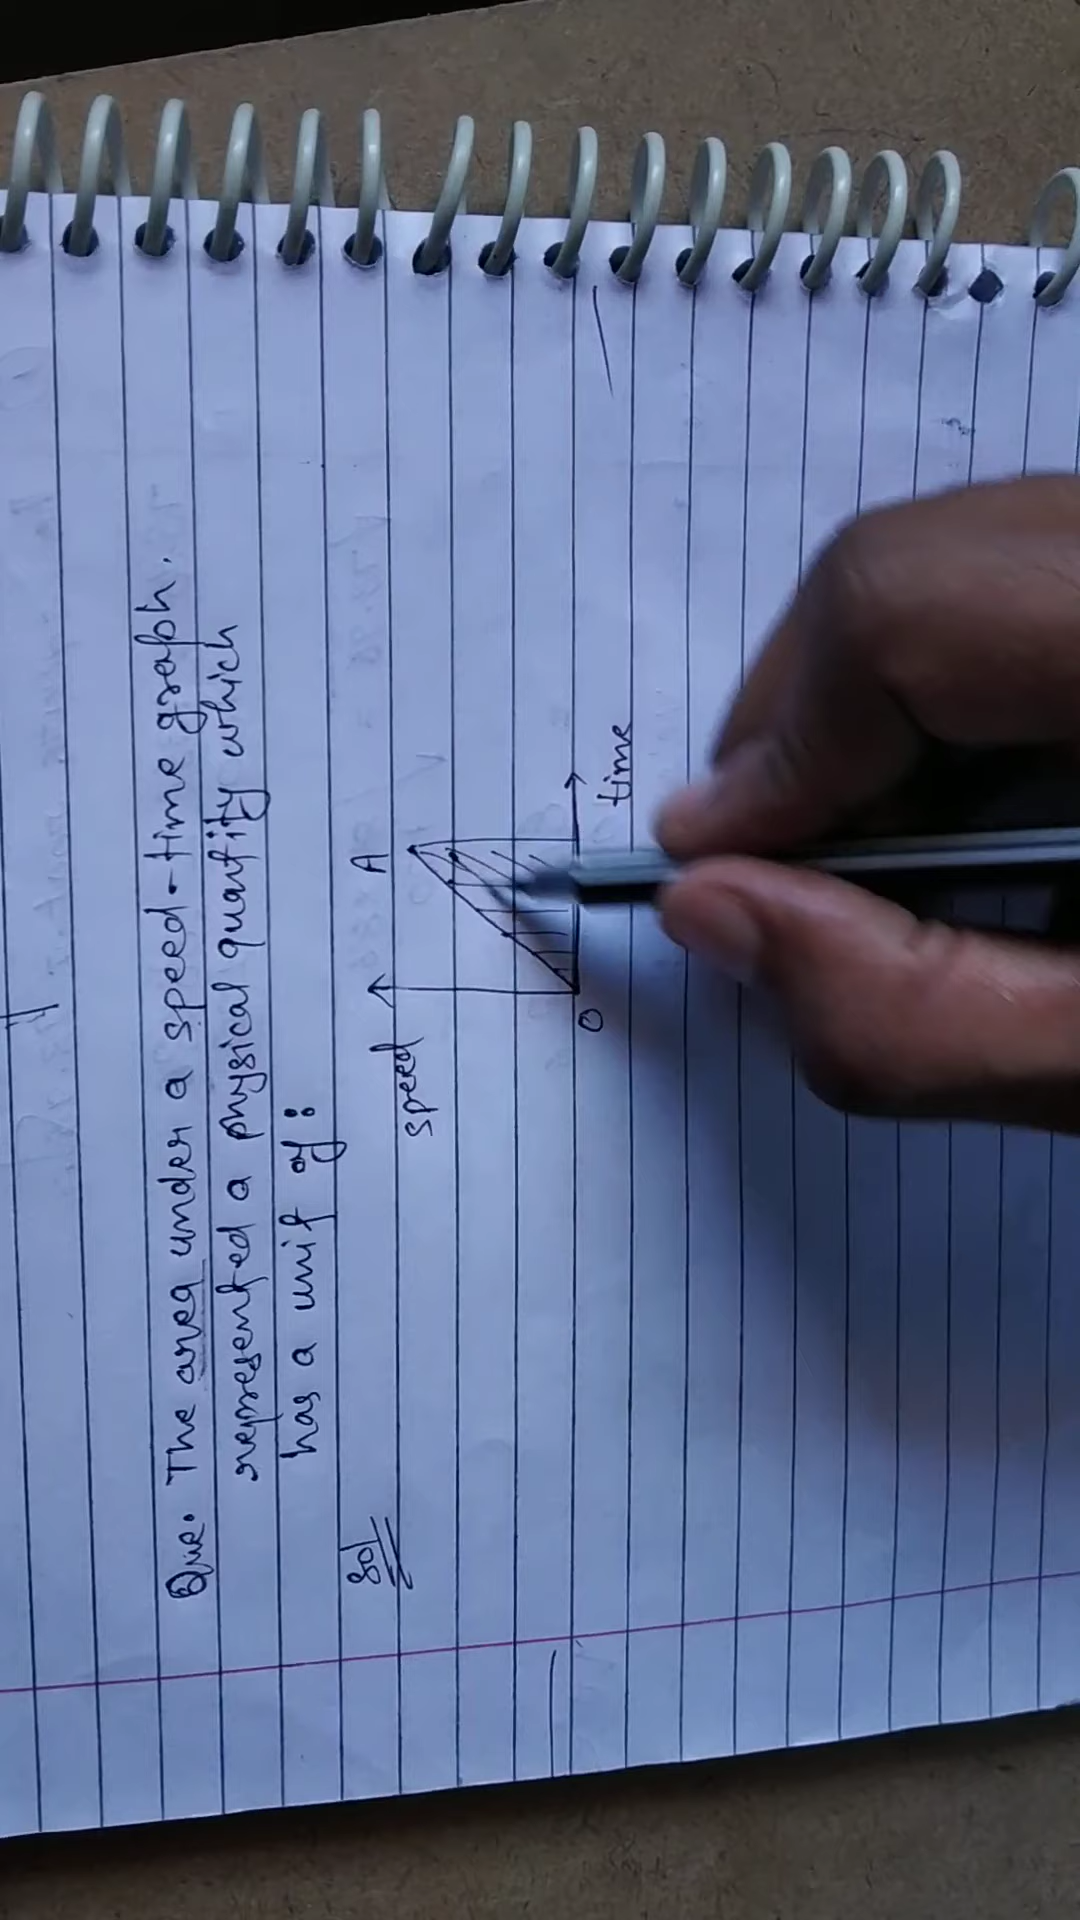 Que. The area under a speed-time graph.
represented a physical quantity which
has a unit of :
Sol
speed
A
O
time